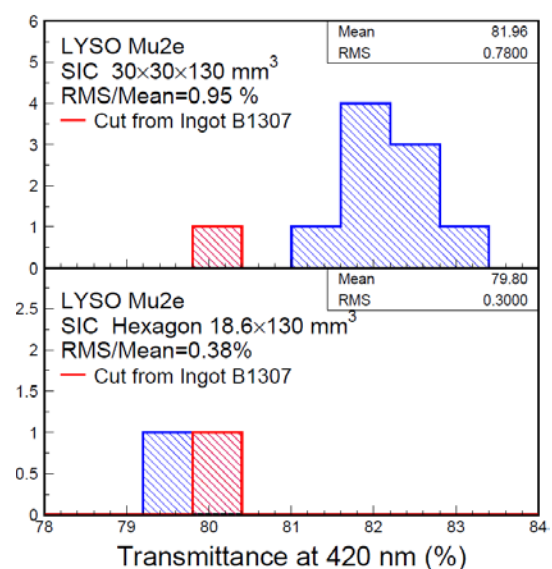 6
5
4
3
2
1
0
LYSO Mu2e
SIC 30×30×130 mm³
RMS/Mean=0.95 %
Cut from Ingot B1307
Mean 81.96
RMS 0.7800
2.5
2
1.5
1
0.5
0
LYSO Mu2e
SIC Hexagon 18.6×130 mm³
RMS/Mean=0.38%
Cut from Ingot B1307
Mean 79.80
RMS 0.3000
78 79 80 81 82 83 84
Transmittance at 420 nm (%)